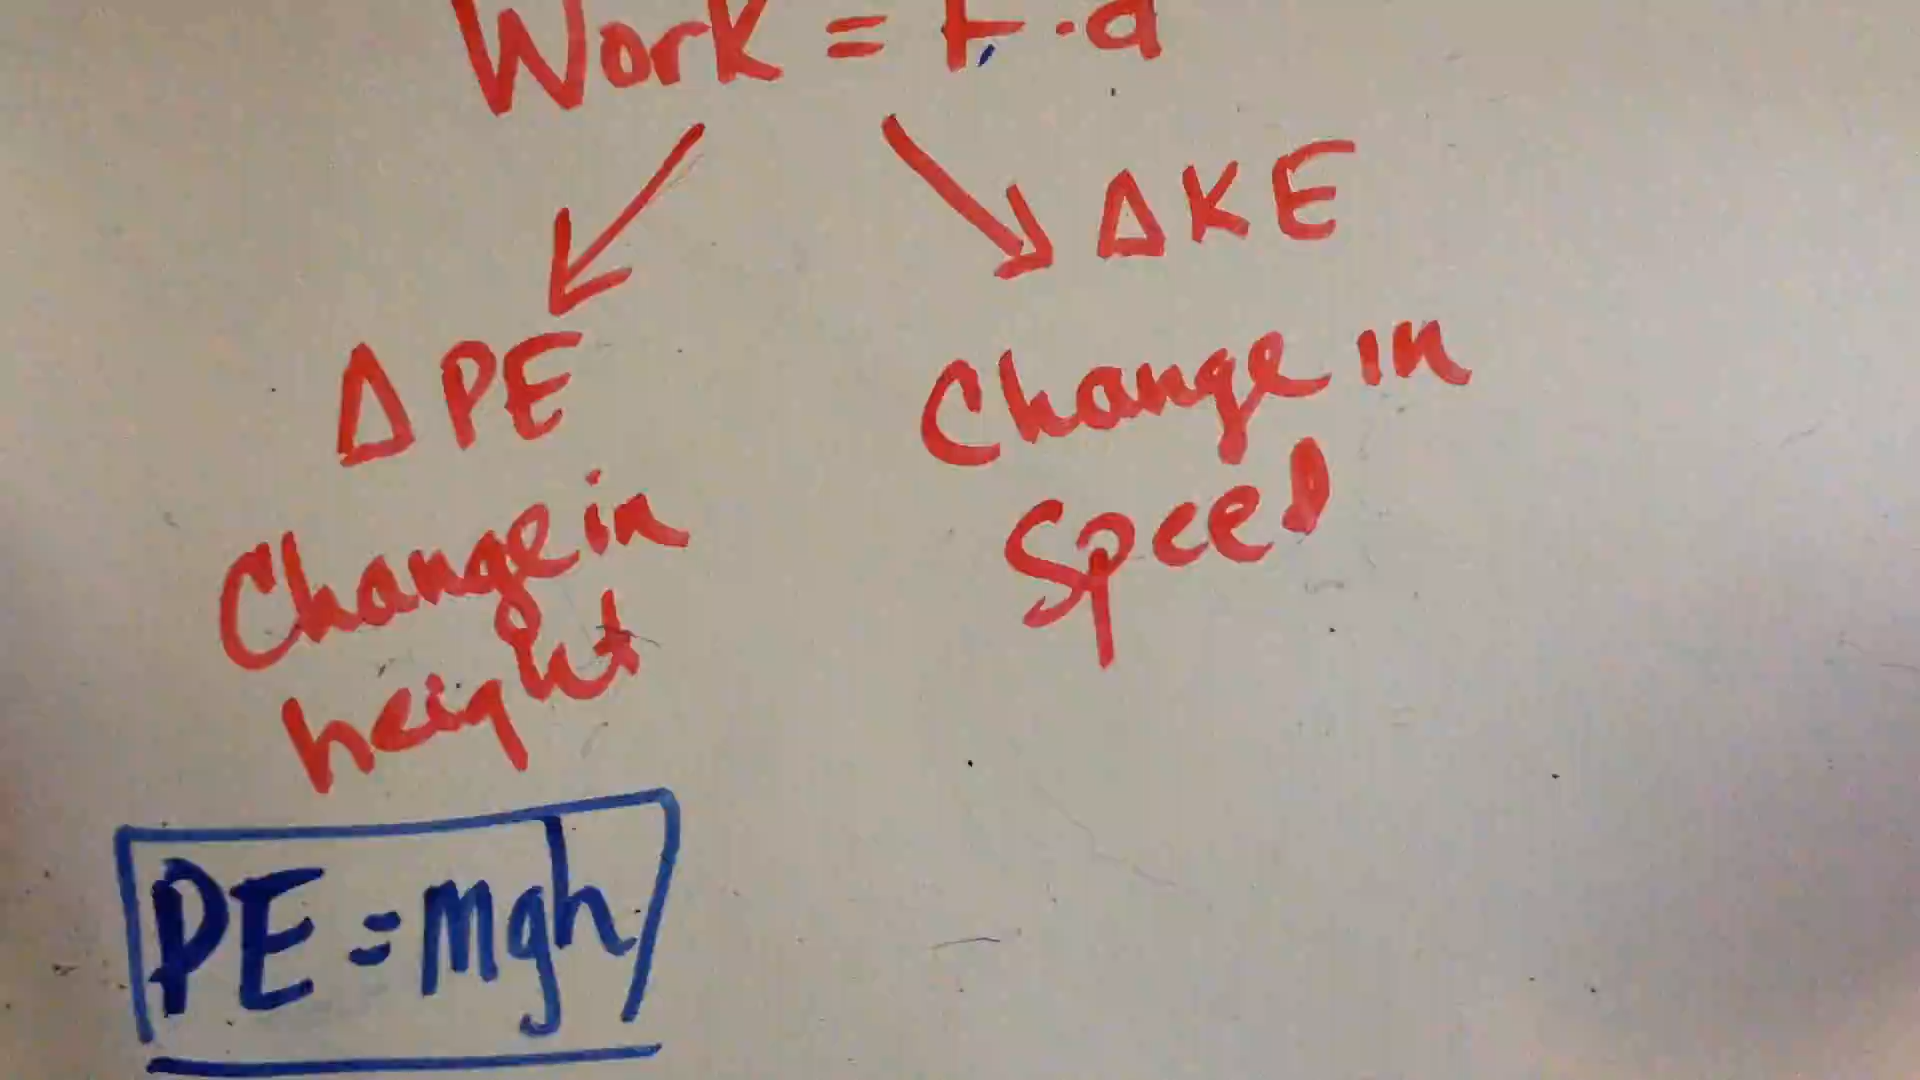 Work = F.d
ΔPE
ΔKE
Change in
height
Change in
Speed
PE = mgh